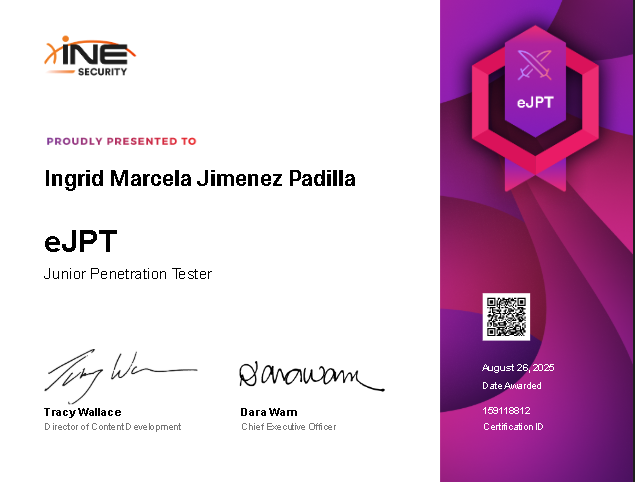 INE
SECURITY
PROUDLY PRESENTED TO
Ingrid Marcela Jimenez Padilla
eJPT
Junior Penetration Tester
Tracy Wallace
Director of Content Development
Dara Warn
Chief Executive Officer
eJPT
August 26, 2025
Date Awarded
159118812
Certification ID